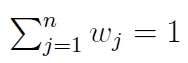 ∑_{j=1}^{n} w_j = 1